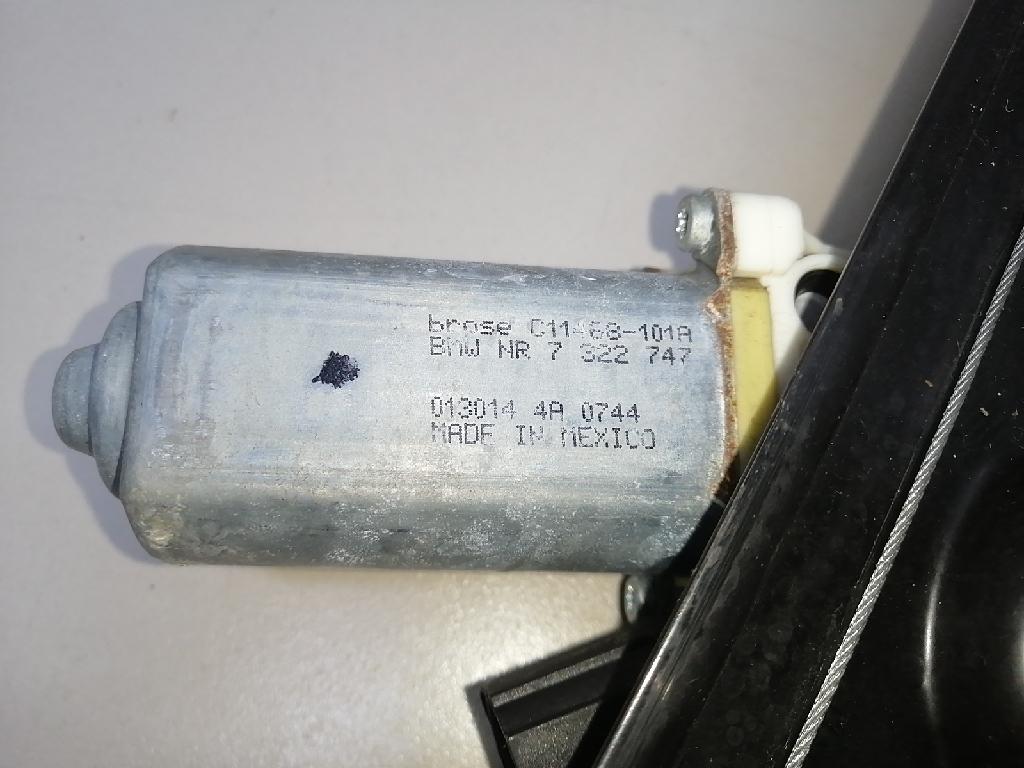 brose C11468-101A
BMW NR 7 322 747
013014 4A 0744
MADE IN MEXICO